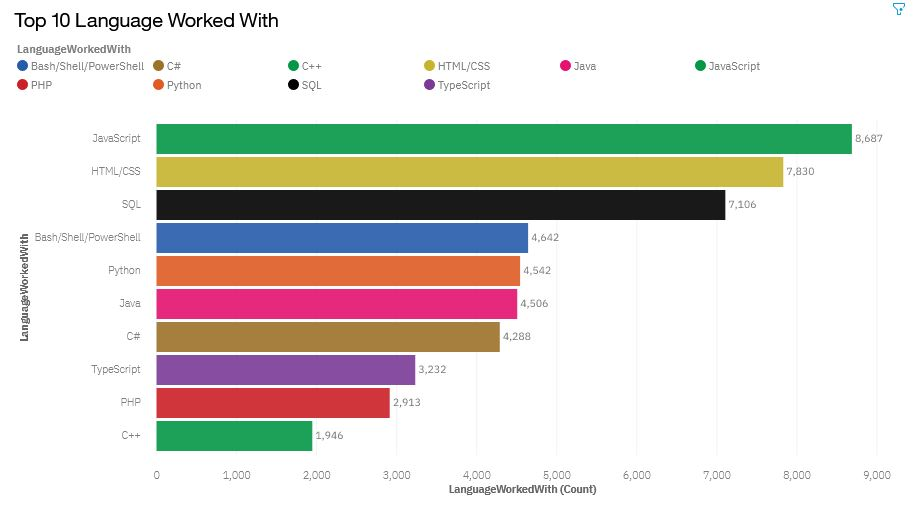 Top 10 Language Worked With
LanguageWorkedWith
Bash/Shell/PowerShell C# C++ HTML/CSS Java JavaScript
PHP Python SQL TypeScript
JavaScript 8,687
HTML/CSS 7,830
SQL 7,106
Bash/Shell/PowerShell 4,642
Python 4,542
Java 4,506
C# 4,288
TypeScript 3,232
PHP 2,913
C++ 1,946
LanguageWorkedWith
0 1,000 2,000 3,000 4,000 5,000 6,000 7,000 8,000 9,000
LanguageWorkedWith (Count)